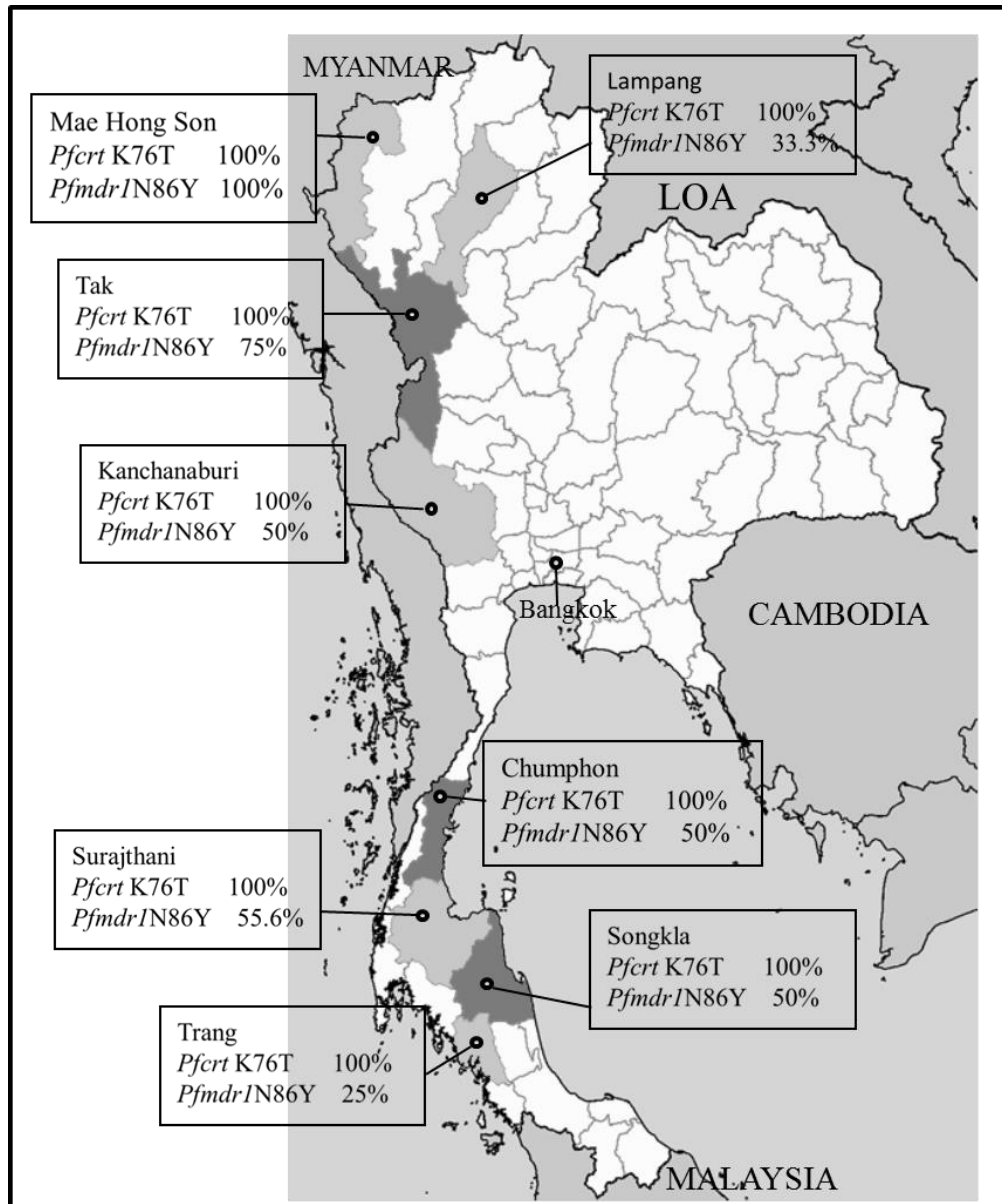 MYANMAR
Lampang
Pfcrt K76T 100%
Pfmdr1N86Y 33.3%
Mae Hong Son
Pfcrt K76T 100%
Pfmdr1N86Y 100%
LOA
Tak
Pfcrt K76T 100%
Pfmdr1N86Y 75%
Kanchanaburi
Pfcrt K76T 100%
Pfmdr1N86Y 50%
Bangkok
CAMBODIA
Chumphon
Pfcrt K76T 100%
Pfmdr1N86Y 50%
Surajthani
Pfcrt K76T 100%
Pfmdr1N86Y 55.6%
Songkla
Pfcrt K76T 100%
Pfmdr1N86Y 50%
Trang
Pfcrt K76T 100%
Pfmdr1N86Y 25%
MALAYSIA